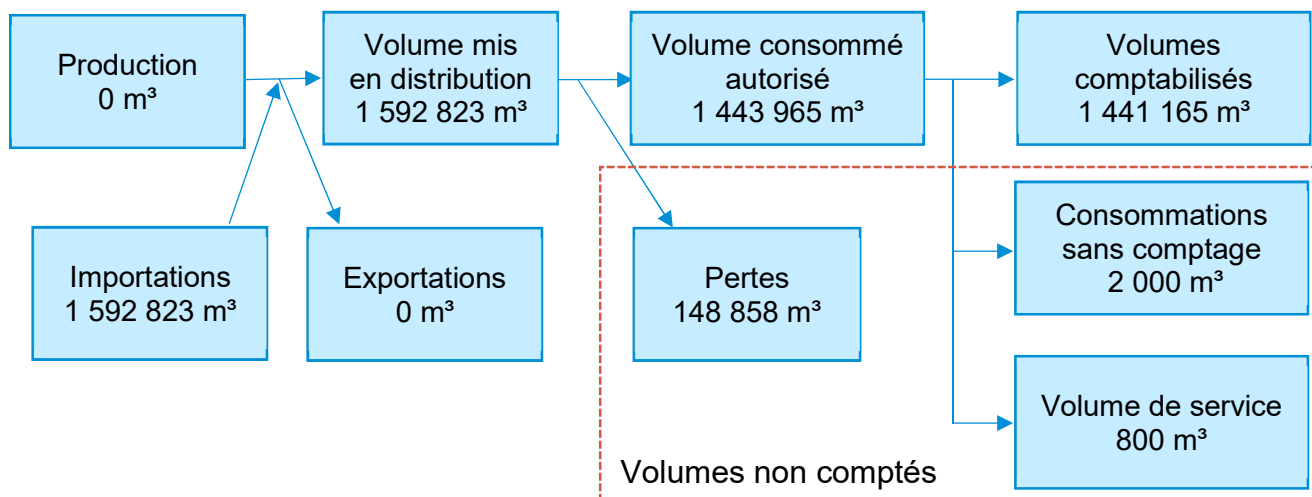 Production
0 m³
Volume mis
en distribution
1 592 823 m³
Volume consommé
autorisé
1 443 965 m³
Volumes
comptabilisés
1 441 165 m³
Importations
1 592 823 m³
Exportations
0 m³
Pertes
148 858 m³
Consommations
sans comptage
2 000 m³
Volume de service
800 m³
Volumes non comptés